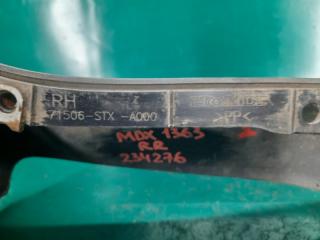 RH
71506-STX -A000
>PP<
MDX 1363
RR
234276